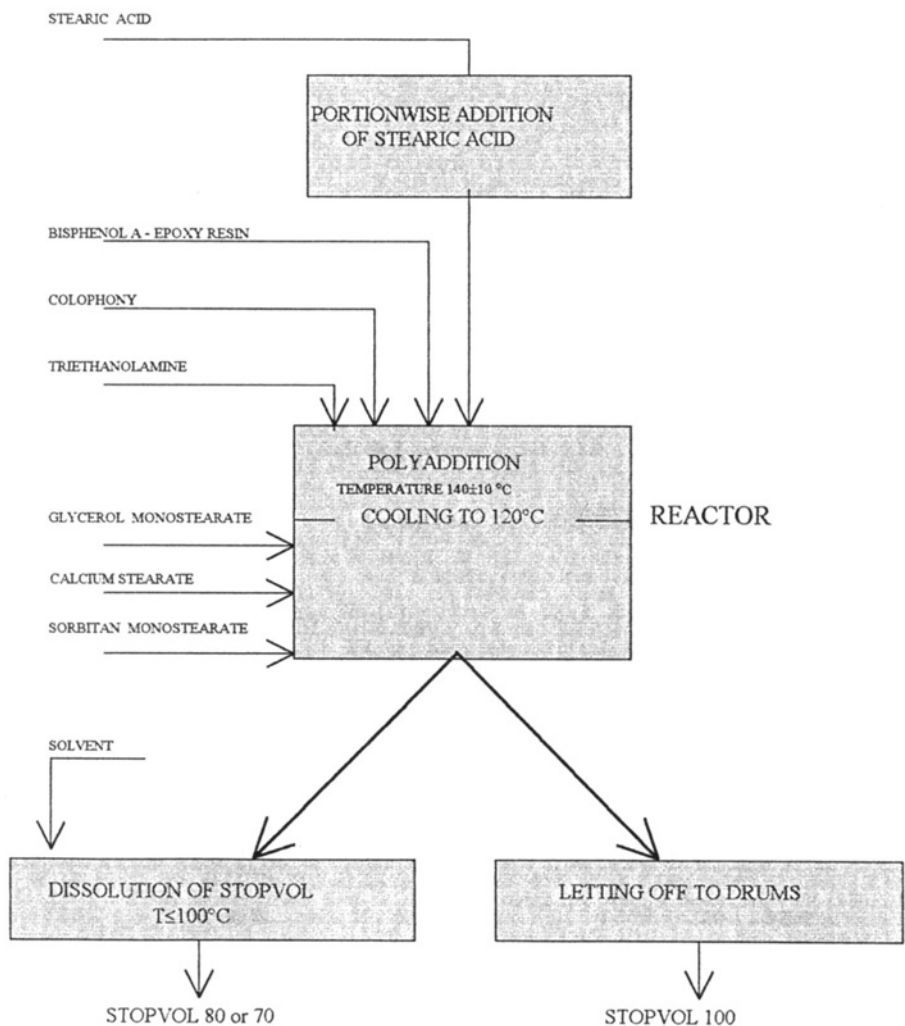 STEARIC ACID
PORTIONWISE ADDITION
OF STEARIC ACID
BISPHENOL A - EPOXY RESIN
COLOPHONY
TRIETHANOLAMINE
POLYADDITION
TEMPERATURE 140±10 °C
COOLING TO 120°C
REACTOR
GLYCEROL MONOSTEARATE
CALCIUM STEARATE
SORBITAN MONOSTEARATE
SOLVENT
DISSOLUTION OF STOPVOL
T≤100°C
LETTING OFF TO DRUMS
STOPVOL 80 or 70
STOPVOL 100